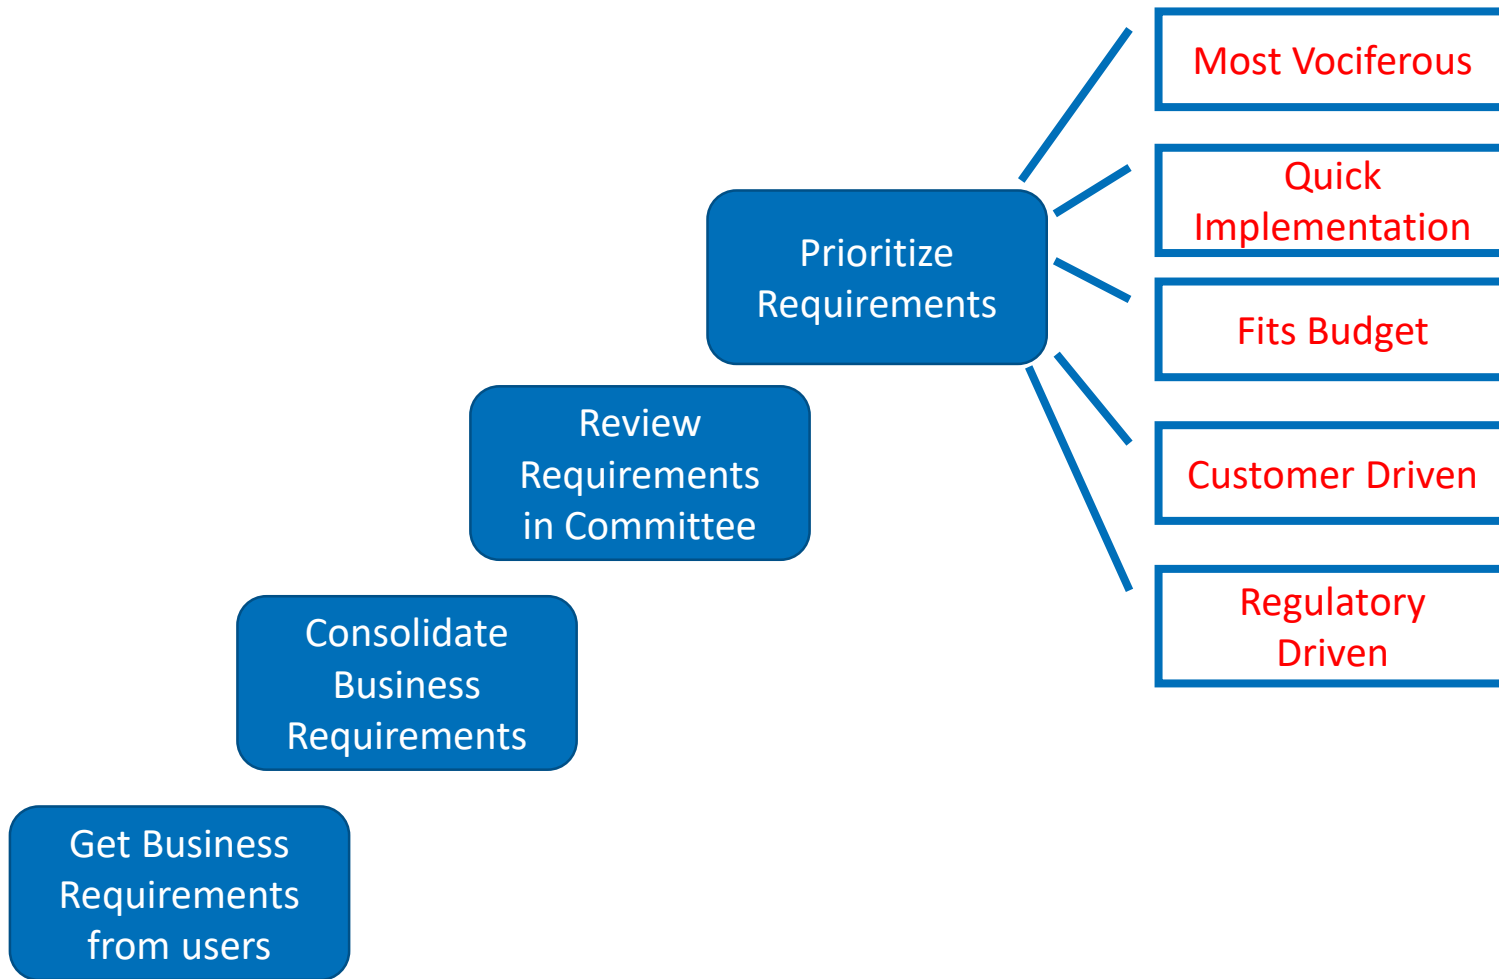 Most Vociferous
Quick
Implementation
Prioritize
Requirements
Fits Budget
Review
Requirements
in Committee
Customer Driven
Consolidate
Business
Requirements
Regulatory
Driven
Get Business
Requirements
from users